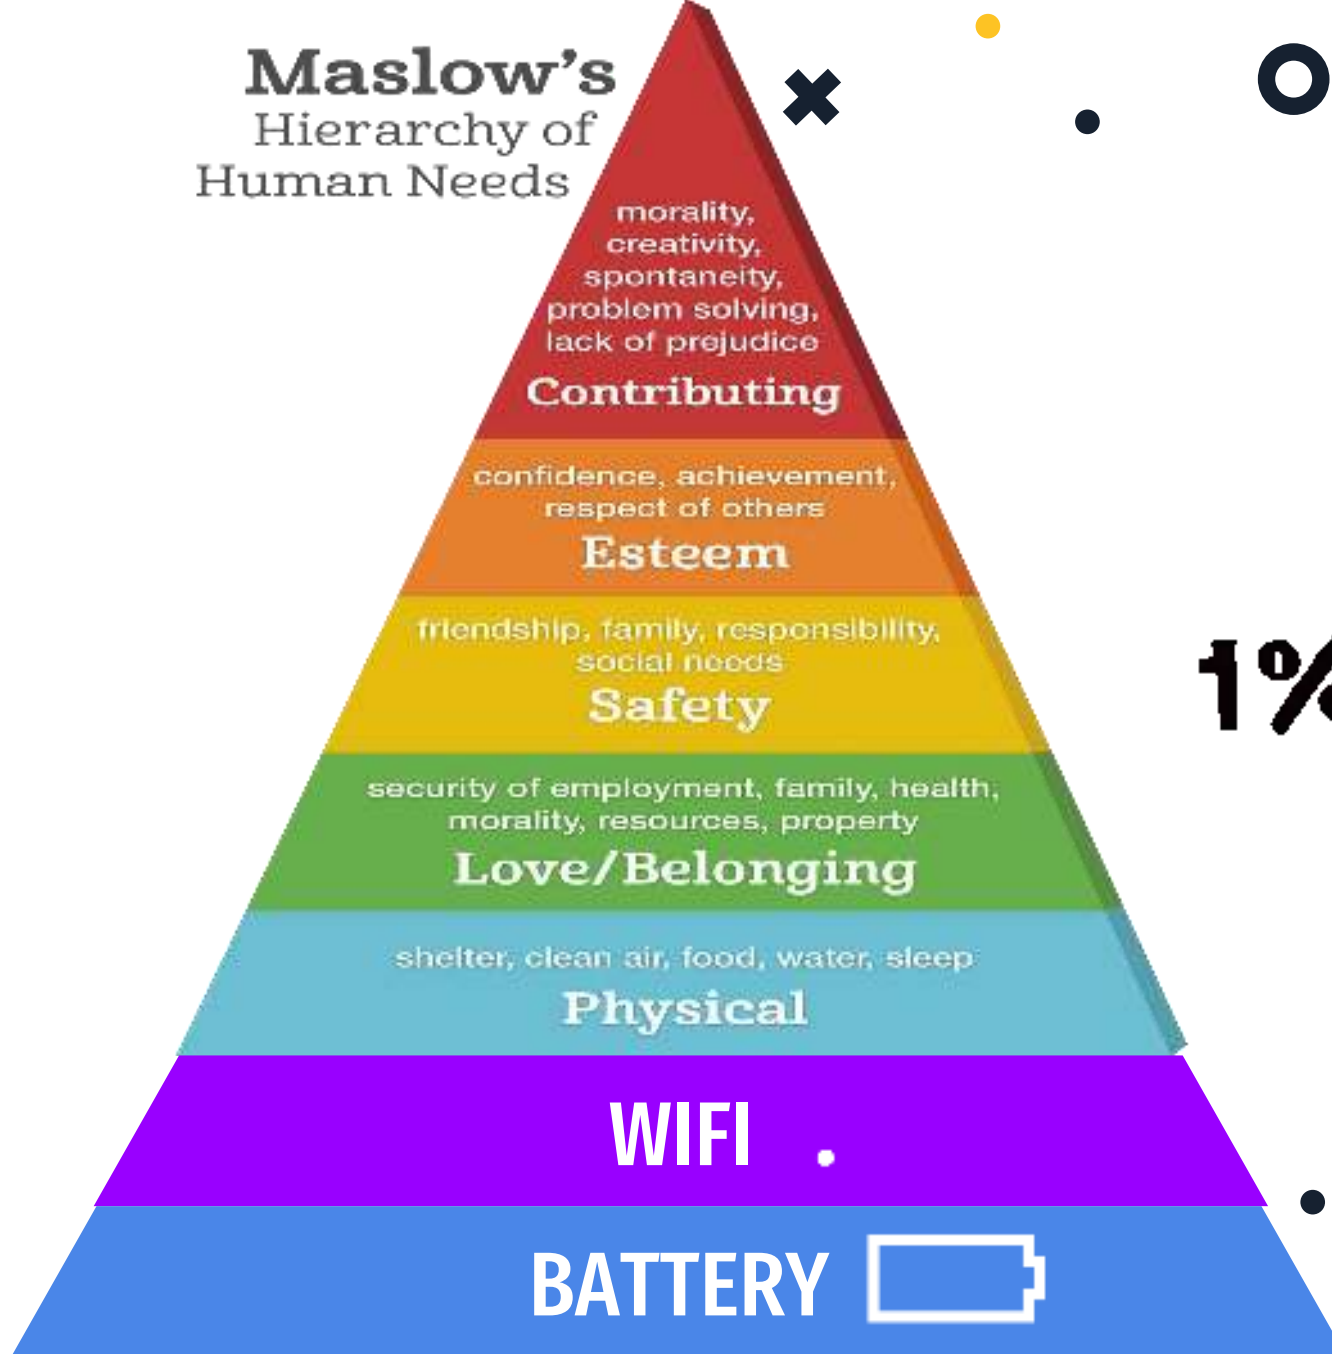 Maslow's
Hierarchy of
Human Needs
morality,
creativity,
spontaneity,
problem solving,
lack of prejudice
Contributing
confidence, achievement,
respect of others
Esteem
friendship, family, responsibility,
social needs
Safety
1%
security of employment, family, health,
morality, resources, property
Love/Belonging
shelter, clean air, food, water, sleep
Physical
WIFI
BATTERY